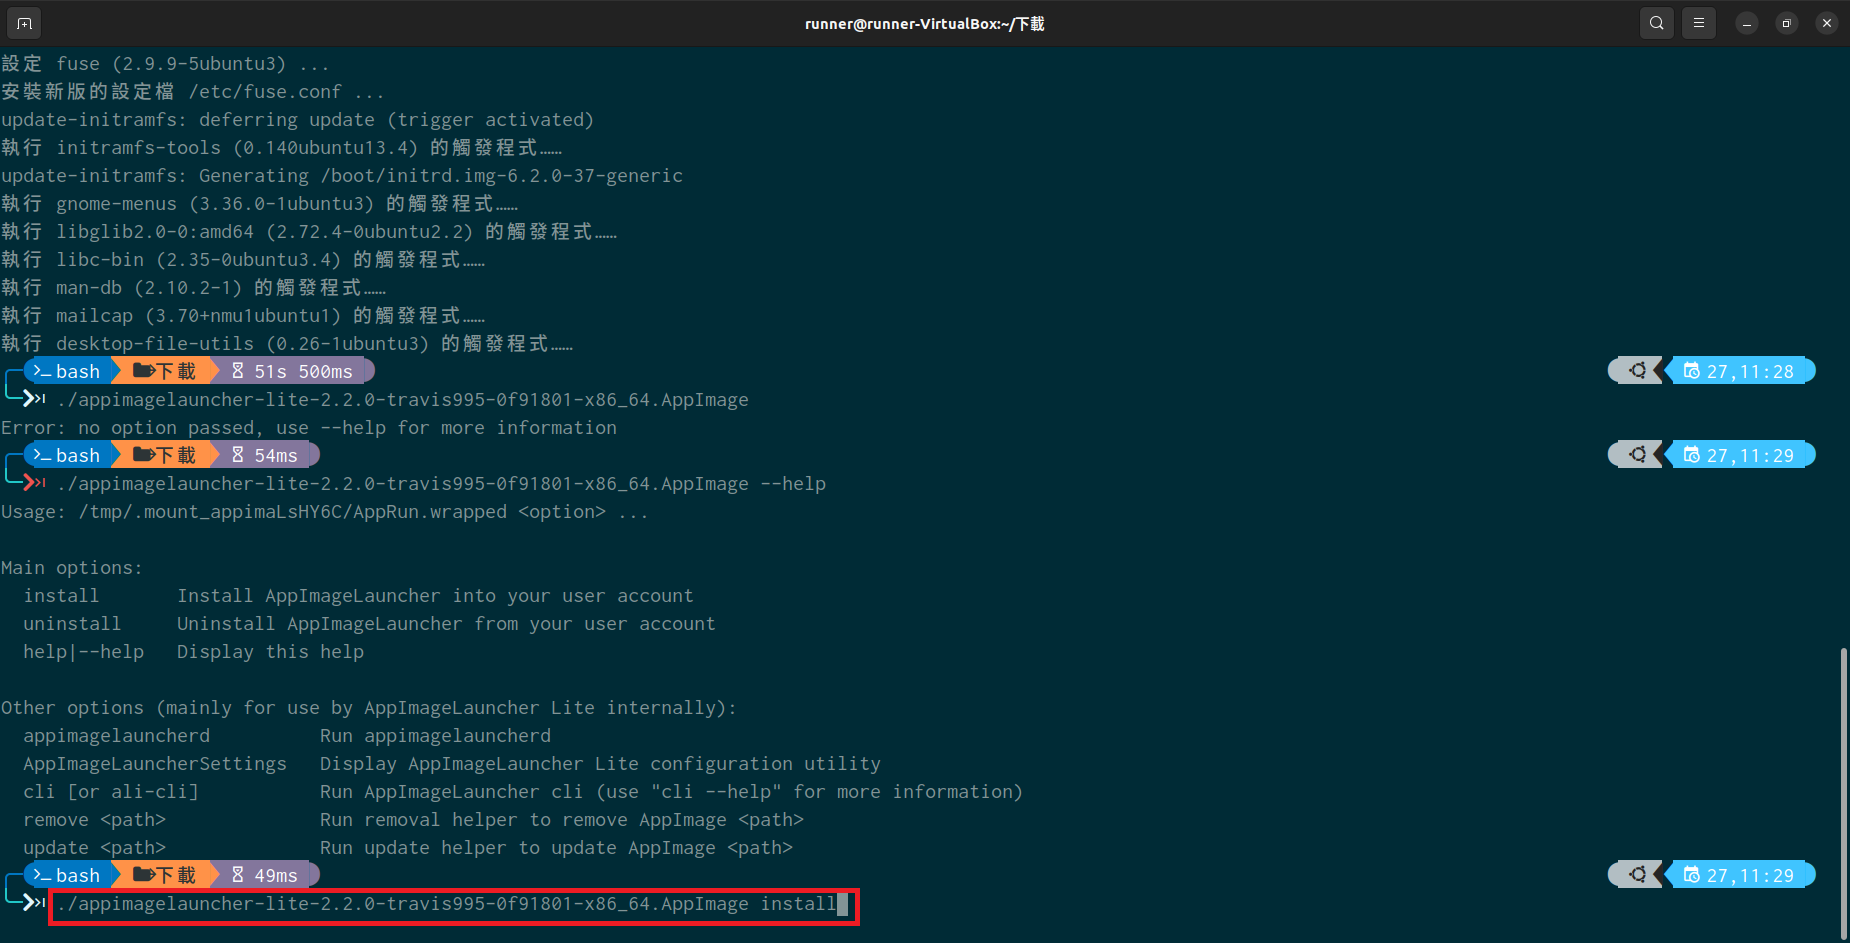 runner@runner-VirtualBox:~/下載
設定 fuse (2.9.9-5ubuntu3) ...
安裝新版的設定檔 /etc/fuse.conf ...
update-initramfs: deferring update (trigger activated)
執行 initramfs-tools (0.140ubuntu13.4) 的觸發程式……
update-initramfs: Generating /boot/initrd.img-6.2.0-37-generic
執行 gnome-menus (3.36.0-1ubuntu3) 的觸發程式……
執行 libglib2.0-0:amd64 (2.72.4-0ubuntu2.2) 的觸發程式……
執行 libc-bin (2.35-0ubuntu3.4) 的觸發程式……
執行 man-db (2.10.2-1) 的觸發程式……
執行 mailcap (3.70+nmu1ubuntu1) 的觸發程式……
執行 desktop-file-utils (0.26-1ubuntu3) 的觸發程式……
bash 下載 51s 500ms 27,11:28
./appimagelauncher-lite-2.2.0-travis995-0f91801-x86_64.AppImage
Error: no option passed, use --help for more information
bash 下載 54ms 27,11:29
./appimagelauncher-lite-2.2.0-travis995-0f91801-x86_64.AppImage --help
Usage: /tmp/.mount_appimaLsHY6C/AppRun.wrapped <option> ...
Main options:
install Install AppImageLauncher into your user account
uninstall Uninstall AppImageLauncher from your user account
help|--help Display this help
Other options (mainly for use by AppImageLauncher Lite internally):
appimagelauncherd Run appimagelauncherd
AppImageLauncherSettings Display AppImageLauncher Lite configuration utility
cli [or ali-cli] Run AppImageLauncher cli (use "cli --help" for more information)
remove <path> Run removal helper to remove AppImage <path>
update <path> Run update helper to update AppImage <path>
bash 下載 49ms 27,11:29
./appimagelauncher-lite-2.2.0-travis995-0f91801-x86_64.AppImage install